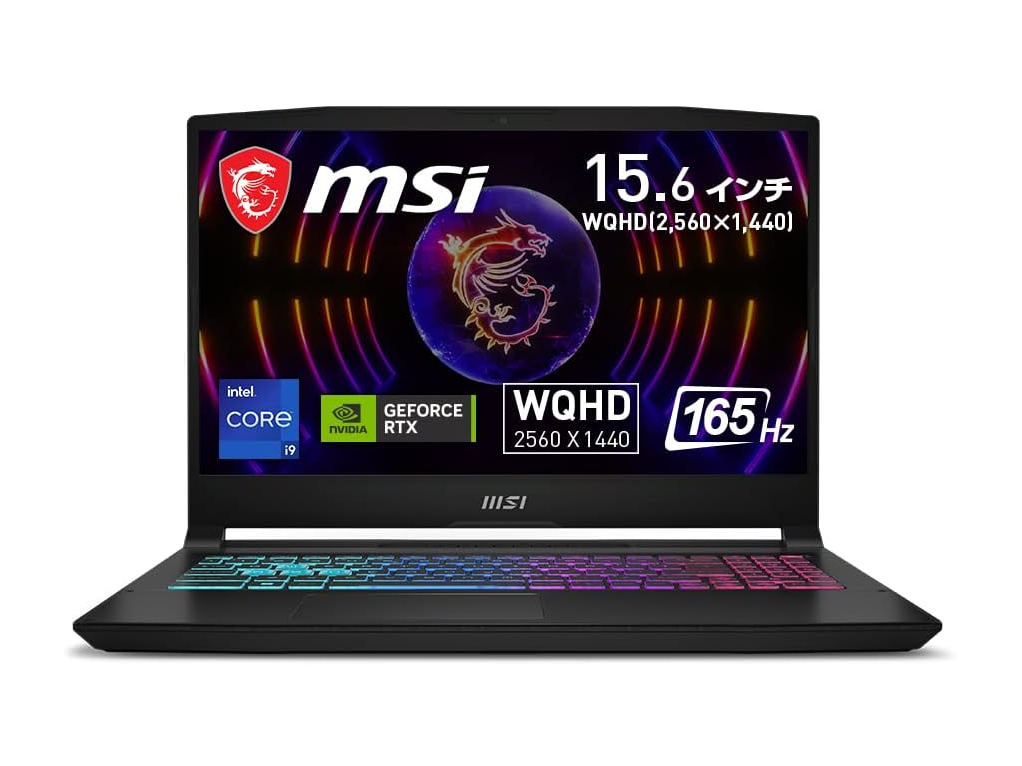 msi
15.6 インチ
WQHD(2,560×1,440)
intel.
CORE
i9
NVIDIA
GEFORCE
RTX
WQHD
2560 X 1440
165Hz
msi